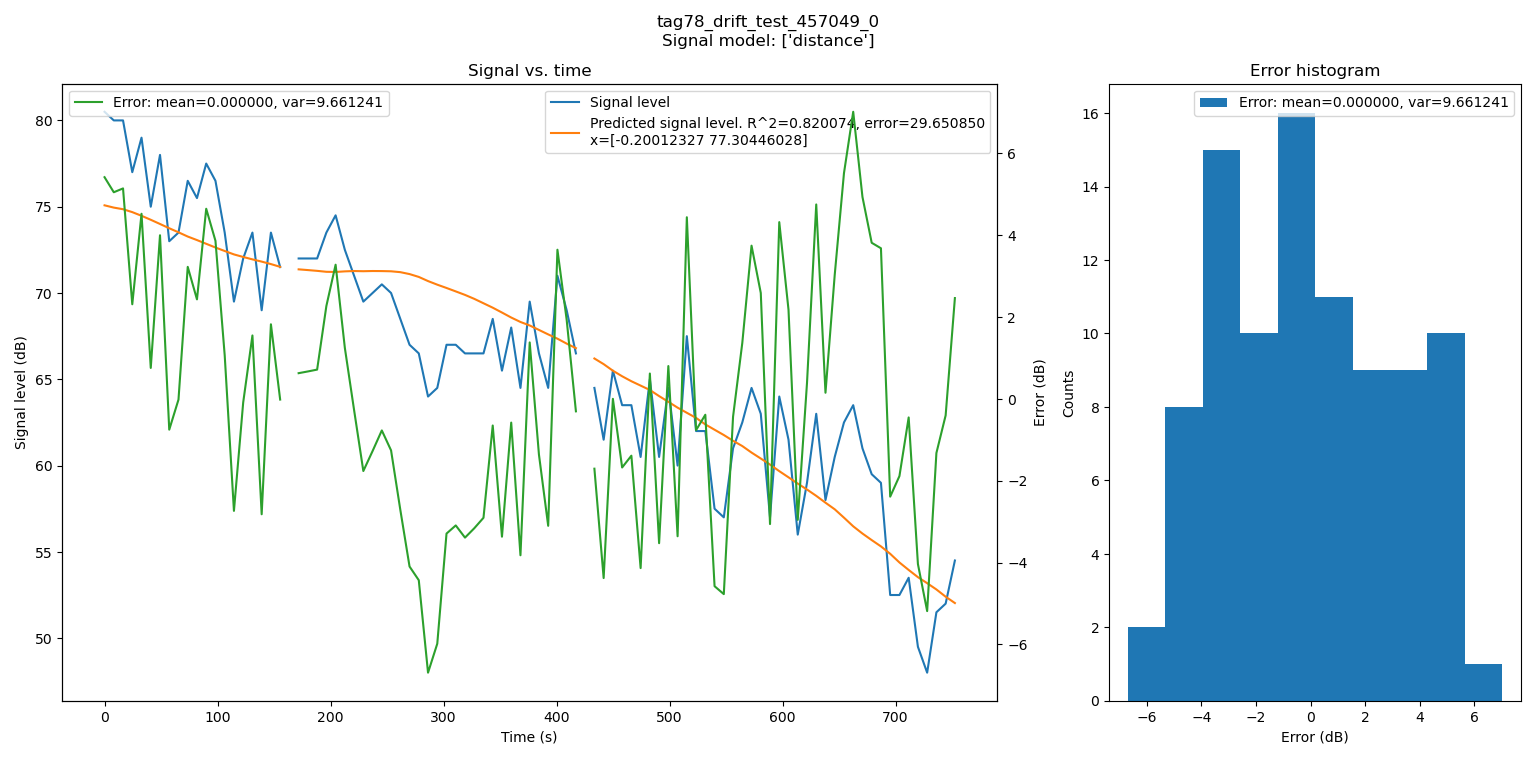 tag78_drift_test_457049_0
Signal model: ['distance']
Signal vs. time
Error: mean=0.000000, var=9.661241
Signal level
Predicted signal level. R^2=0.820074, error=29.650850
x=[-0.20012327 77.30446028]
80
75
70
65
60
55
50
Signal level (dB)
0
100
200
300
400
500
600
700
Time (s)
6
4
2
0
−2
−4
−6
Error (dB)
Error histogram
Error: mean=0.000000, var=9.661241
16
14
12
10
8
6
4
2
0
Counts
−6
−4
−2
0
2
4
6
Error (dB)